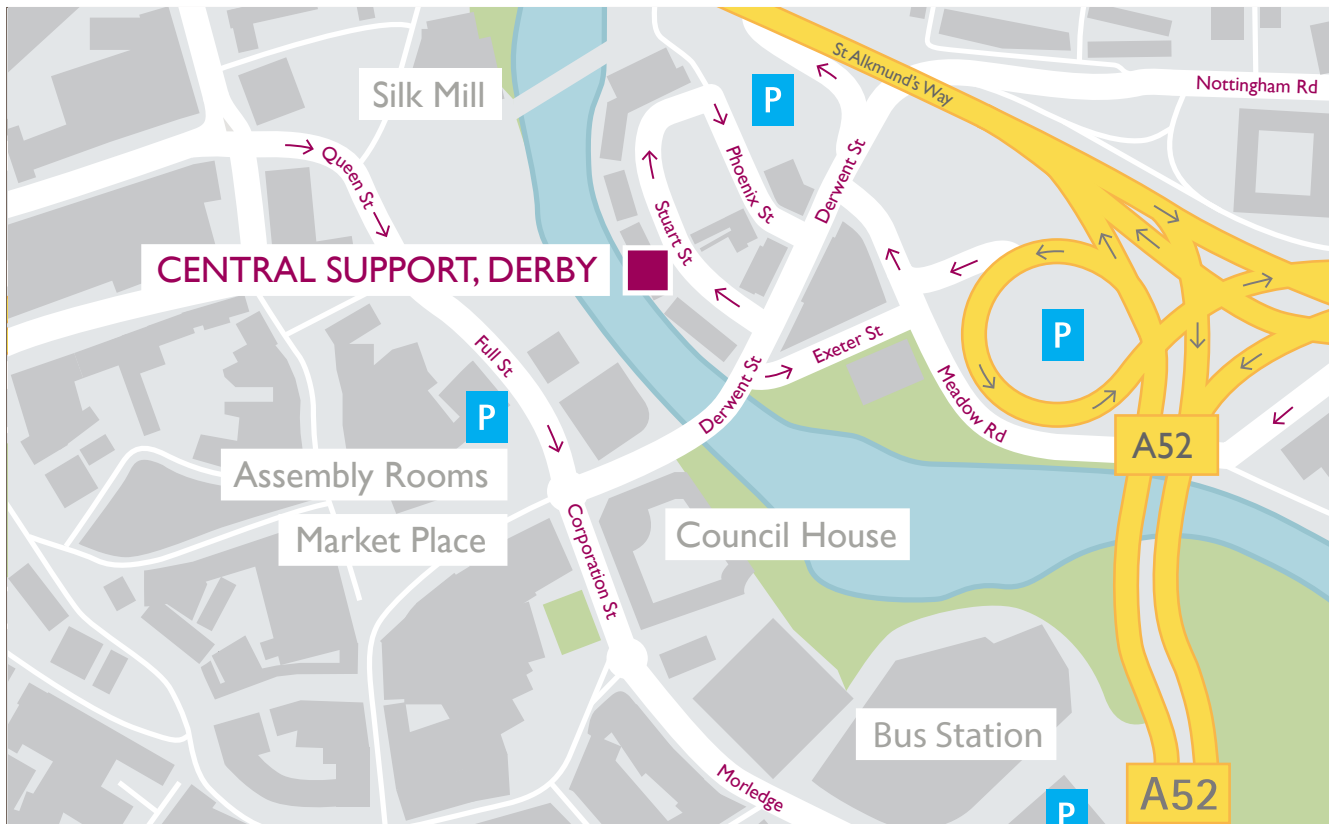 St Alkmund's Way
Nottingham Rd
Silk Mill
P
Queen St
Phoenix St
Derwent St
Stuart St
CENTRAL SUPPORT, DERBY
Full St
Exeter St
P
Derwent St
Meadow Rd
P
A52
Assembly Rooms
Market Place
Corporation St
Council House
Bus Station
Morledge
P
A52